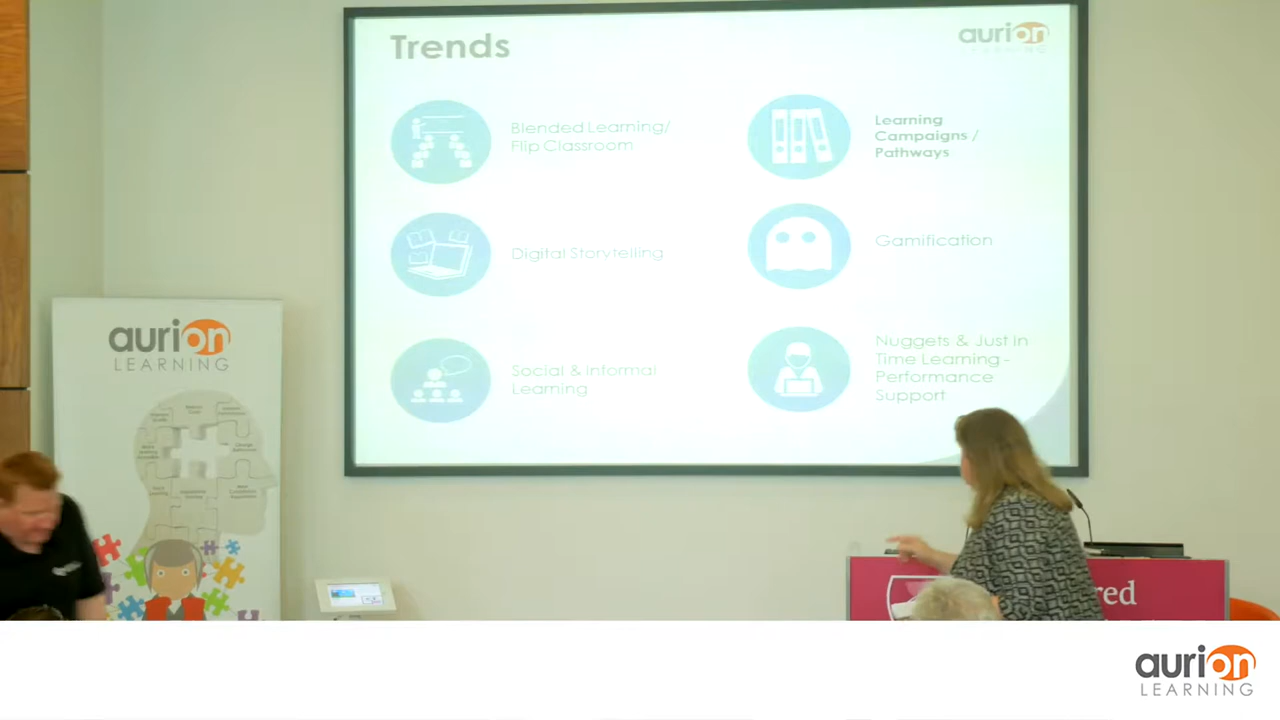 Trends
aurion
LEARNING
Blended Learning/
Flip Classroom
Learning
Campaigns /
Pathways
Digital Storytelling
Gamification
Social & Informal
Learning
Nuggets & Just in
Time Learning -
Performance
Support
aurion
LEARNING
red
aurion
LEARNING